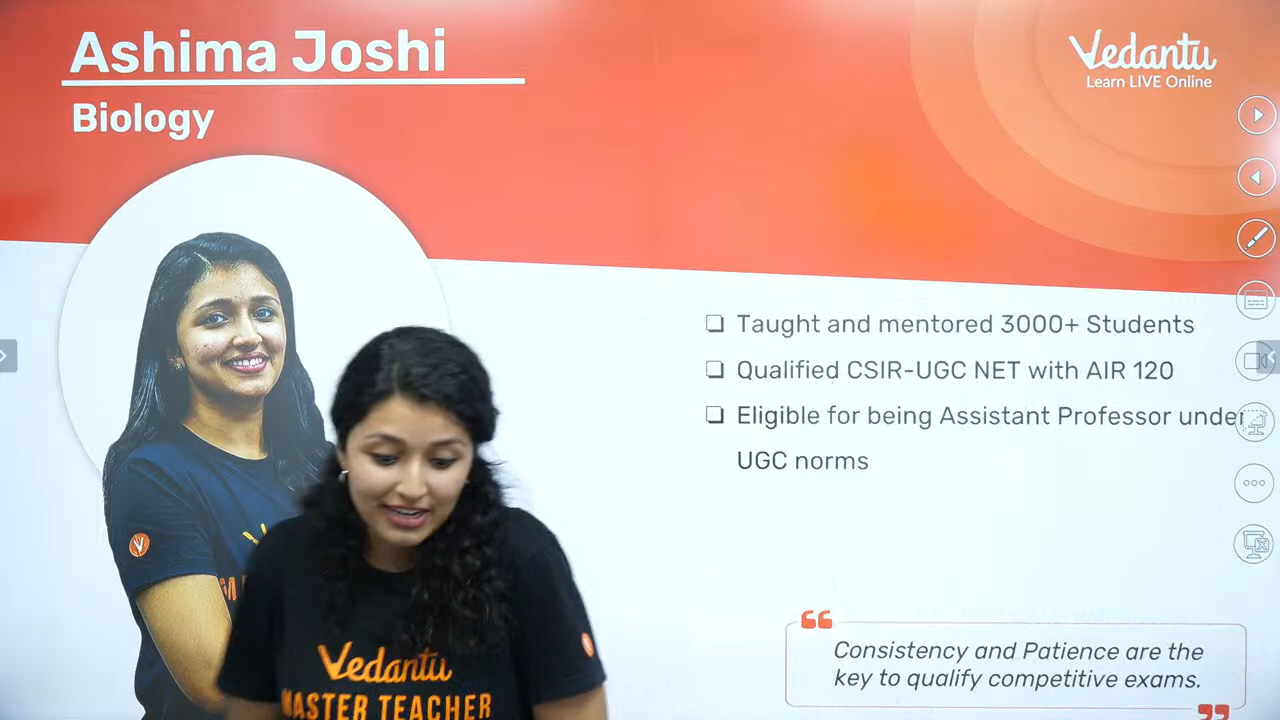 Ashima Joshi
Biology
Vedantu
Learn LIVE Online
❑ Taught and mentored 3000+ Students
❑ Qualified CSIR-UGC NET with AIR 120
❑ Eligible for being Assistant Professor under
UGC norms
“
Consistency and Patience are the
key to qualify competitive exams.
”
Vedantu
MASTER TEACHER